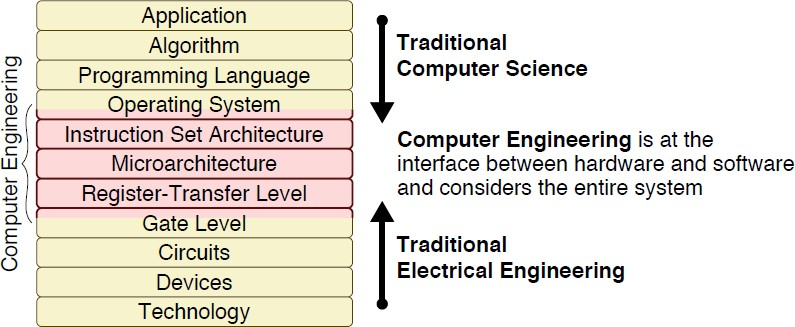 Computer Engineering
Application
Algorithm
Programming Language
Operating System
Instruction Set Architecture
Microarchitecture
Register-Transfer Level
Gate Level
Circuits
Devices
Technology
Traditional
Computer Science
Computer Engineering is at the
interface between hardware and software
and considers the entire system
Traditional
Electrical Engineering